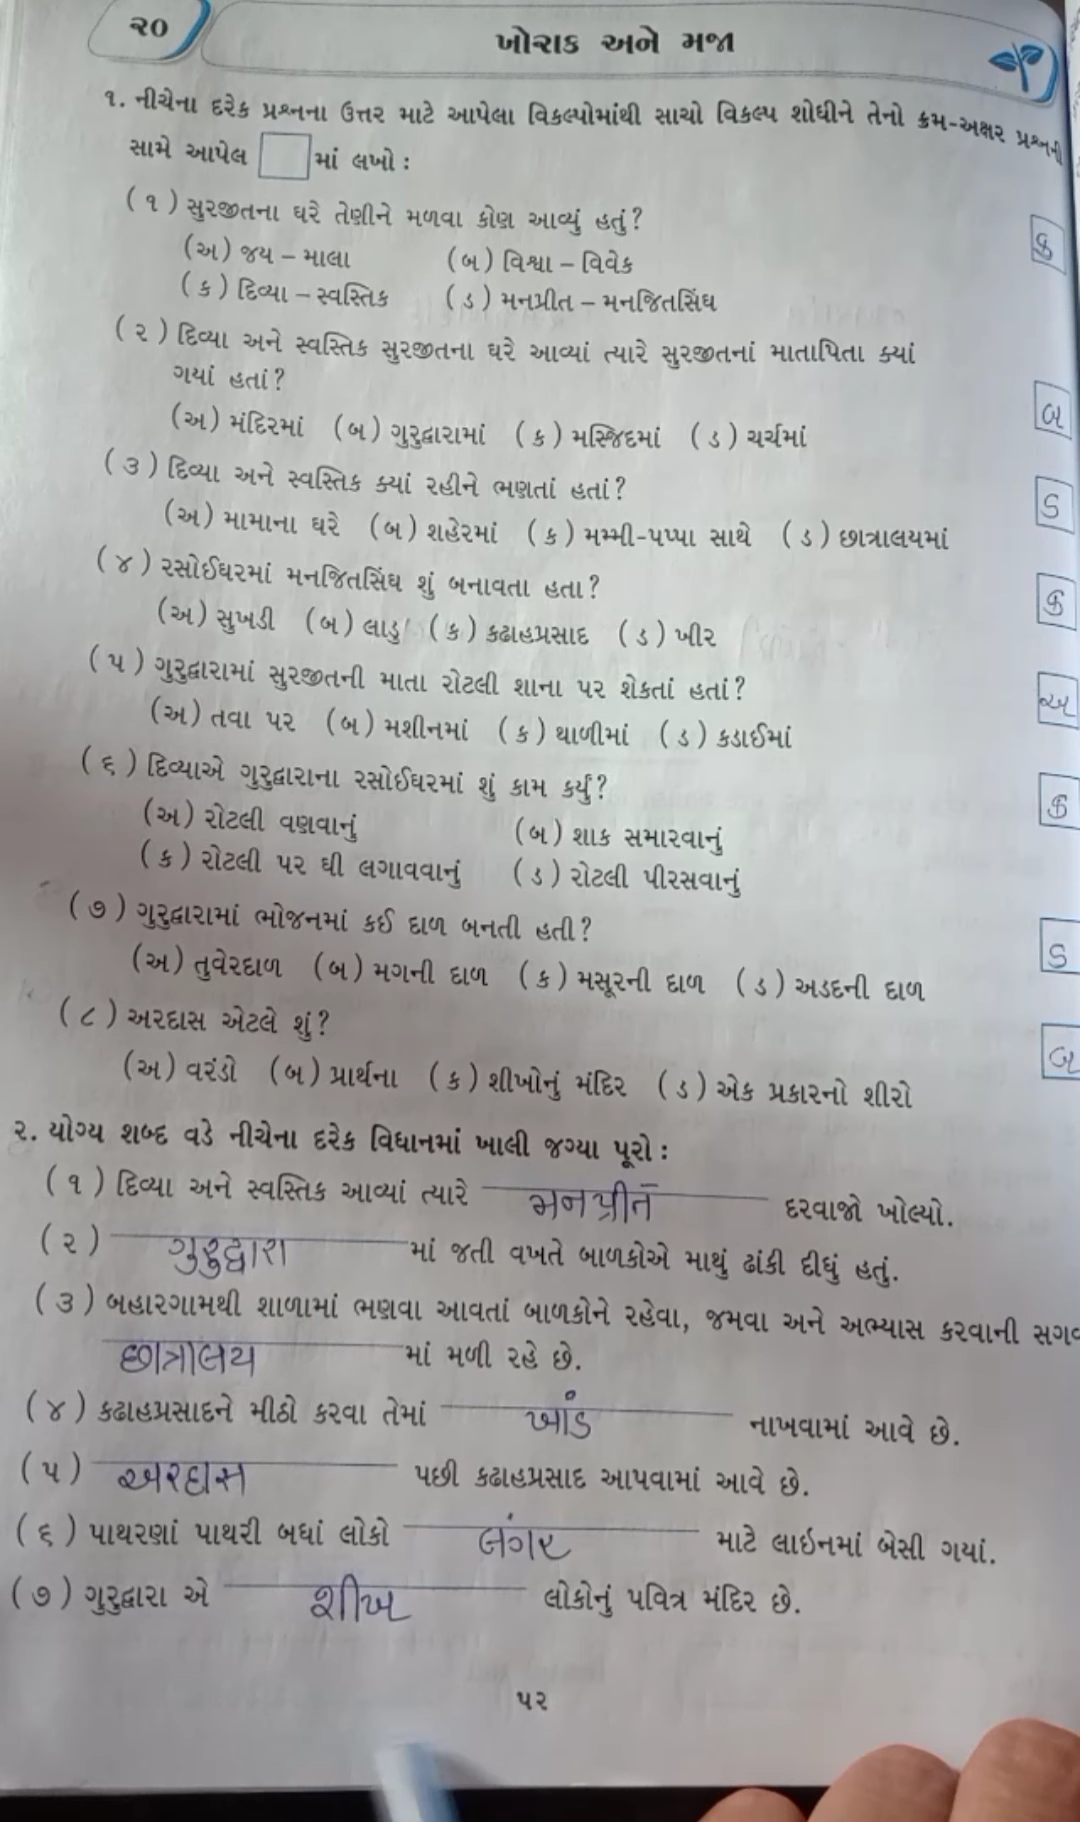 ૨૦
ખોરાક અને મજા
૧. નીચેના દરેક પ્રશ્નના ઉત્તર માટે આપેલા વિકલ્પોમાંથી સાચો વિકલ્પ શોધીને તેનો ક્રમ-અક્ષર પ્રશ્નની
સામે આપેલ માં લખો :
(૧) સુરજીતના ઘરે તેણીને મળવા કોણ આવ્યું હતું? ક
(અ) જય – માલા (બ) વિશ્વા – વિવેક
(ક) દિવ્યા – સ્વસ્તિક (ડ) મનપ્રીત – મનજિતસિંઘ
(૨) દિવ્યા અને સ્વસ્તિક સુરજીતના ઘરે આવ્યાં ત્યારે સુરજીતનાં માતાપિતા ક્યાં
ગયાં હતાં?
(અ) મંદિરમાં (બ) ગુરુદ્વારામાં (ક) મસ્જિદમાં (ડ) ચર્ચમાં બ
(૩) દિવ્યા અને સ્વસ્તિક ક્યાં રહીને ભણતાં હતાં? ડ
(અ) મામાના ઘરે (બ) શહેરમાં (ક) મમ્મી-પપ્પા સાથે (ડ) છાત્રાલયમાં
(૪) રસોઈઘરમાં મનજિતસિંઘ શું બનાવતા હતા? ક
(અ) સુખડી (બ) લાડુ (ક) કઢાહપ્રસાદ (ડ) ખીર
(૫) ગુરુદ્વારામાં સુરજીતની માતા રોટલી શાના પર શેકતાં હતાં? અ
(અ) તવા પર (બ) મશીનમાં (ક) થાળીમાં (ડ) કડાઈમાં
(૬) દિવ્યાએ ગુરુદ્વારાના રસોઈઘરમાં શું કામ કર્યું? ક
(અ) રોટલી વણવાનું (બ) શાક સમારવાનું
(ક) રોટલી પર ઘી લગાવવાનું (ડ) રોટલી પીરસવાનું
(૭) ગુરુદ્વારામાં ભોજનમાં કઈ દાળ બનતી હતી? ડ
(અ) તુવેરદાળ (બ) મગની દાળ (ક) મસૂરની દાળ (ડ) અડદની દાળ
(૮) અરદાસ એટલે શું? બ
(અ) વરંડો (બ) પ્રાર્થના (ક) શીખોનું મંદિર (ડ) એક પ્રકારનો શીરો
૨. યોગ્ય શબ્દ વડે નીચેના દરેક વિધાનમાં ખાલી જગ્યા પૂરો :
(૧) દિવ્યા અને સ્વસ્તિક આવ્યાં ત્યારે મનપ્રીત દરવાજો ખોલ્યો.
(૨) ગુરુદ્વારા માં જતી વખતે બાળકોએ માથું ઢાંકી દીધું હતું.
(૩) બહારગામથી શાળામાં ભણવા આવતાં બાળકોને રહેવા, જમવા અને અભ્યાસ કરવાની
છાત્રાલય માં મળી રહે છે.
(૪) કઢાહપ્રસાદને મીઠો કરવા તેમાં ખાંડ નાખવામાં આવે છે.
(૫) અરદાસ પછી કઢાહપ્રસાદ આપવામાં આવે છે.
(૬) પાથરણાં પાથરી બધાં લોકો લંગર માટે લાઇનમાં બેસી ગયાં.
(૭) ગુરુદ્વારા એ શીખ લોકોનું પવિત્ર મંદિર છે.
૫૨